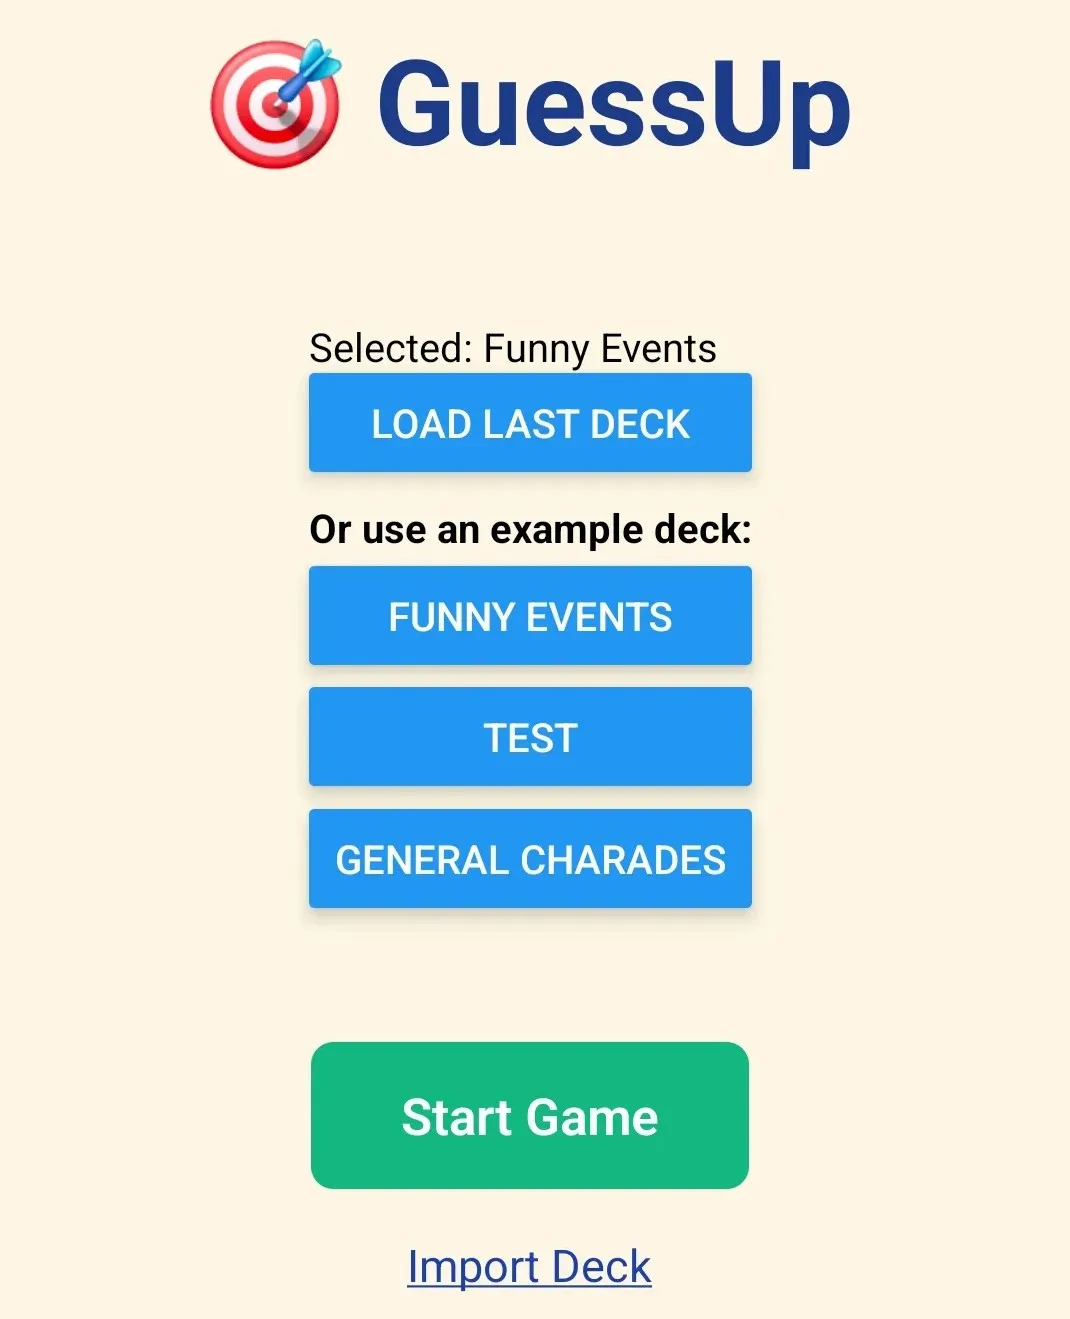 GuessUp
Selected: Funny Events
LOAD LAST DECK
Or use an example deck:
FUNNY EVENTS
TEST
GENERAL CHARADES
Start Game
Import Deck